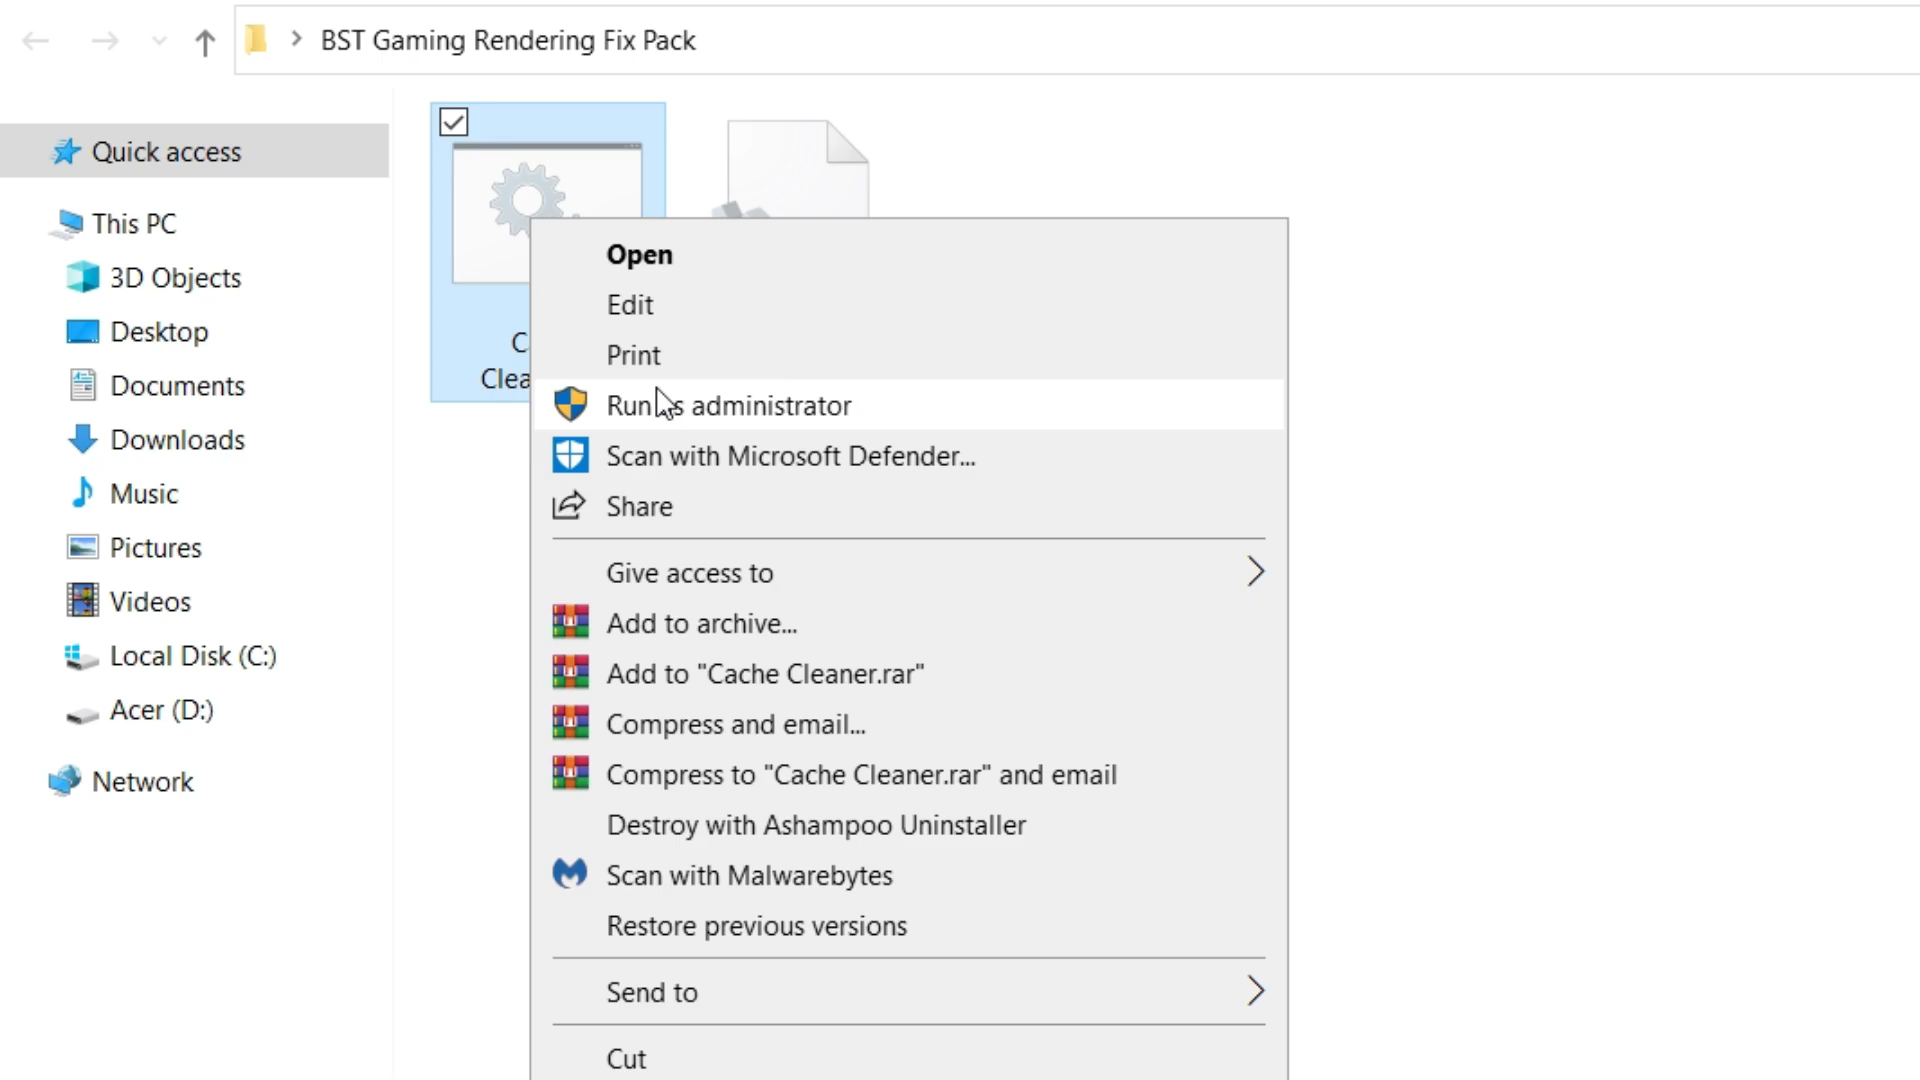 BST Gaming Rendering Fix Pack
Quick access
This PC
3D Objects
Desktop
Documents
Downloads
Music
Pictures
Videos
Local Disk (C:)
Acer (D:)
Network
Open
Edit
Print
Run as administrator
Scan with Microsoft Defender...
Share
Give access to
Add to archive...
Add to "Cache Cleaner.rar"
Compress and email...
Compress to "Cache Cleaner.rar" and email
Destroy with Ashampoo Uninstaller
Scan with Malwarebytes
Restore previous versions
Send to
Cut